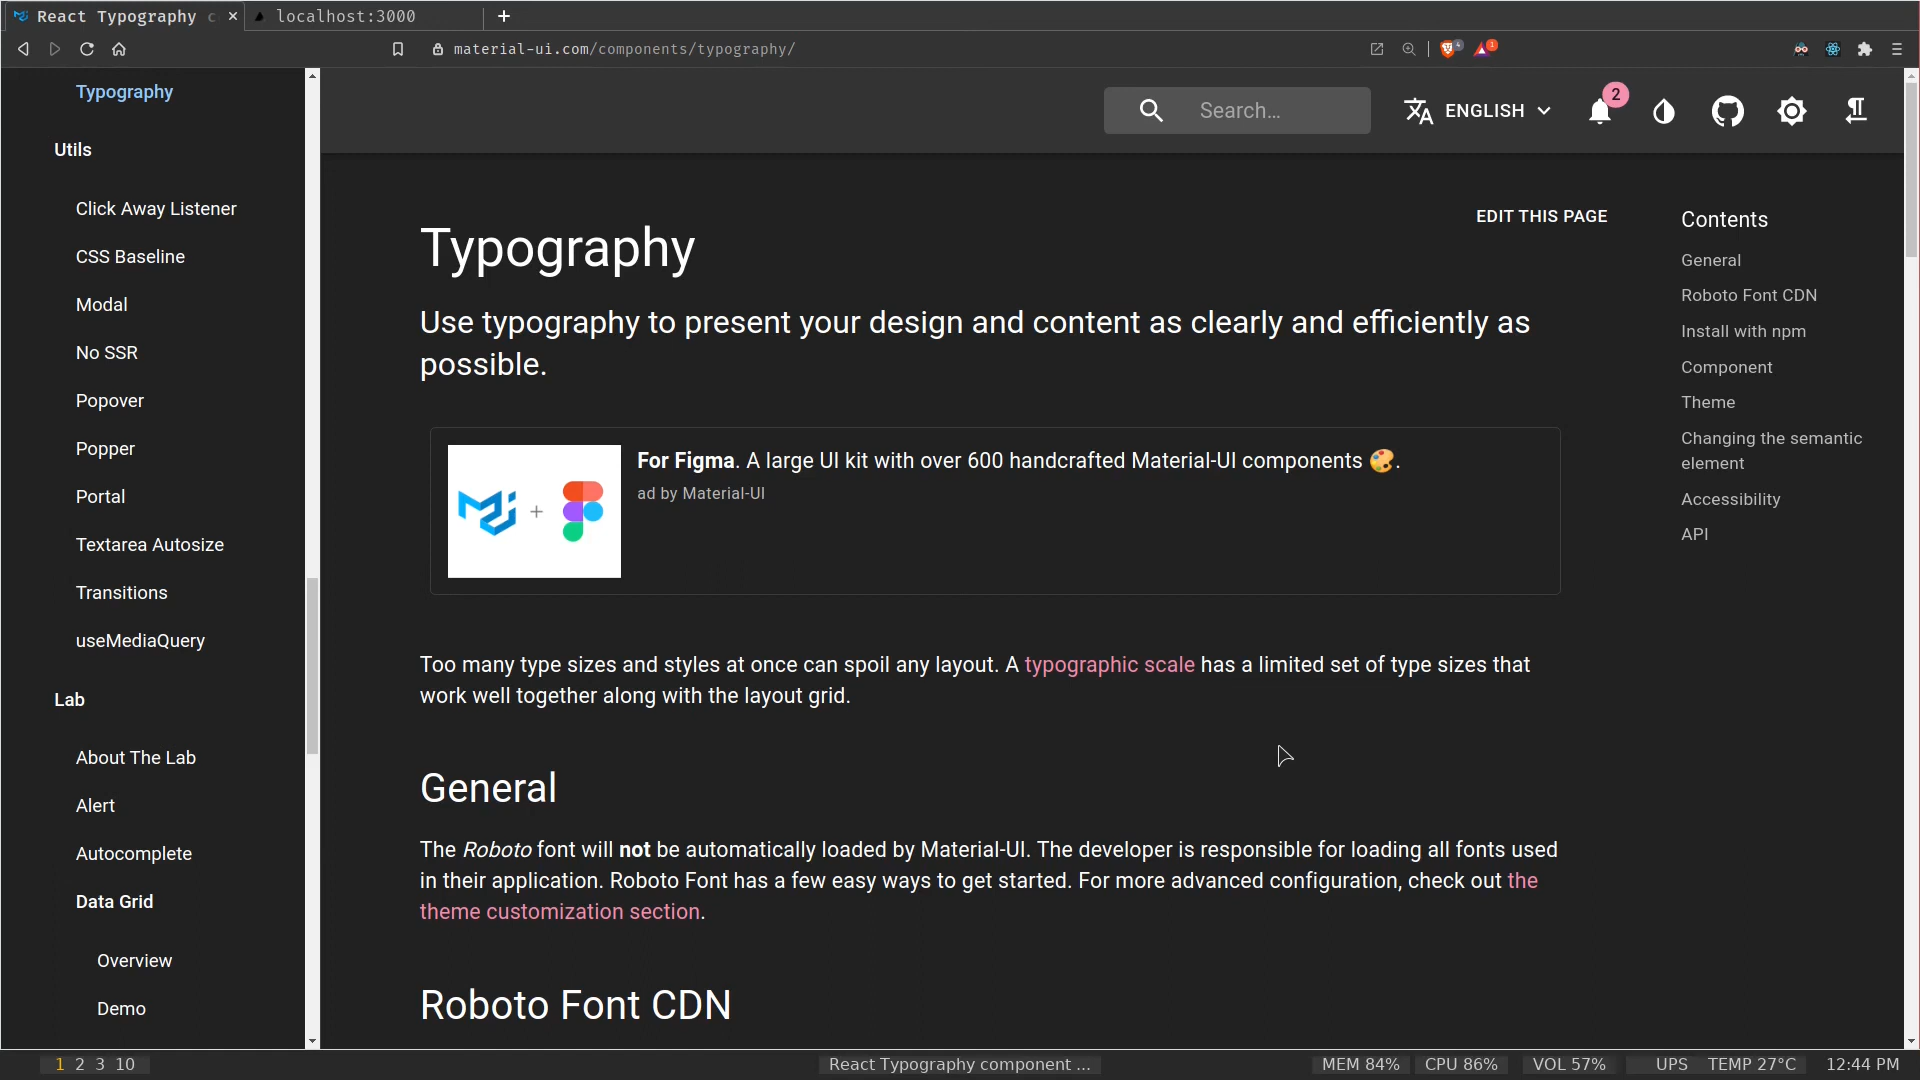 React Typography c
localhost:3000
material-ui.com/components/typography/
4
1
Typography
Utils
Click Away Listener
CSS Baseline
Modal
No SSR
Popover
Popper
Portal
Textarea Autosize
Transitions
useMediaQuery
Lab
About The Lab
Alert
Autocomplete
Data Grid
Overview
Demo
Search…
ENGLISH
2
EDIT THIS PAGE
Typography
Use typography to present your design and content as clearly and efficiently as
possible.
For Figma. A large UI kit with over 600 handcrafted Material-UI components 🎨.
ad by Material-UI
Too many type sizes and styles at once can spoil any layout. A typographic scale has a limited set of type sizes that
work well together along with the layout grid.
General
The Roboto font will not be automatically loaded by Material-UI. The developer is responsible for loading all fonts used
in their application. Roboto Font has a few easy ways to get started. For more advanced configuration, check out the
theme customization section.
Roboto Font CDN
Contents
General
Roboto Font CDN
Install with npm
Component
Theme
Changing the semantic
element
Accessibility
API
1 2 3 10
React Typography component ...
MEM 84%
CPU 86%
VOL 57%
UPS
TEMP 27°C
12:44 PM